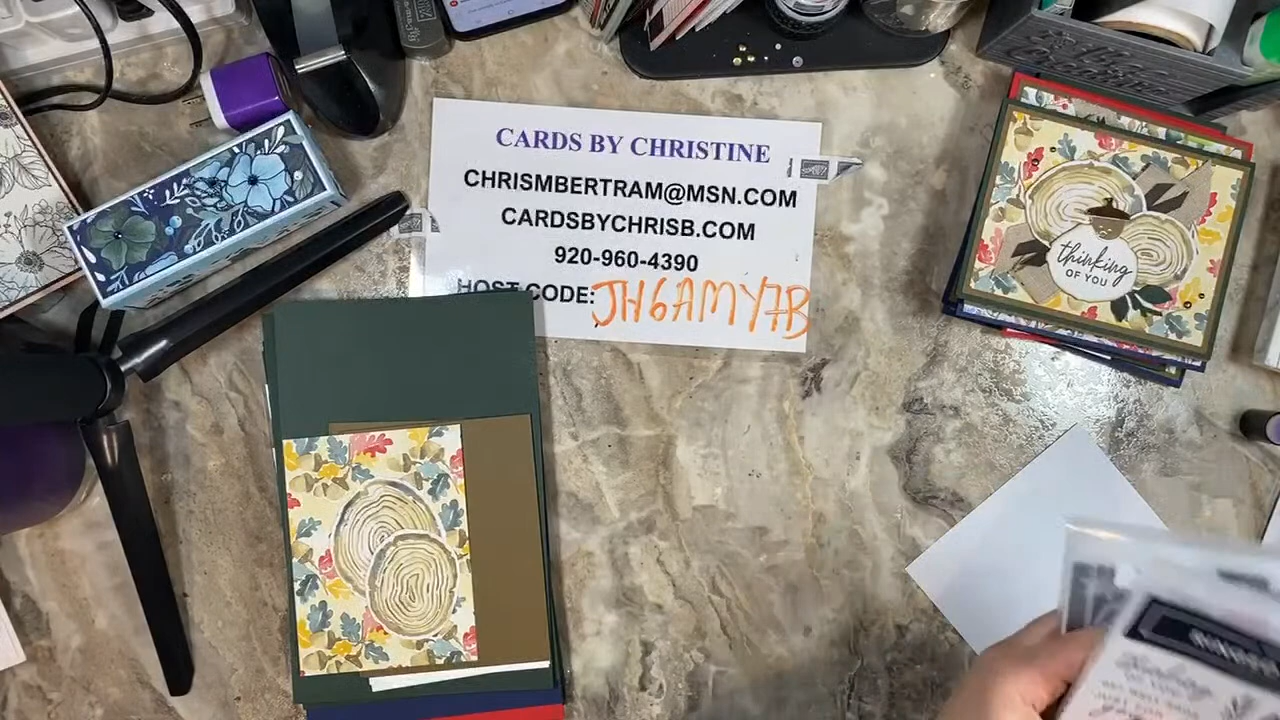 CARDS BY CHRISTINE
CHRISMBERTRAM@MSN.COM
CARDSBYCHRISB.COM
920-960-4390
HOST CODE: JH6AMY7B
thinking
OF YOU